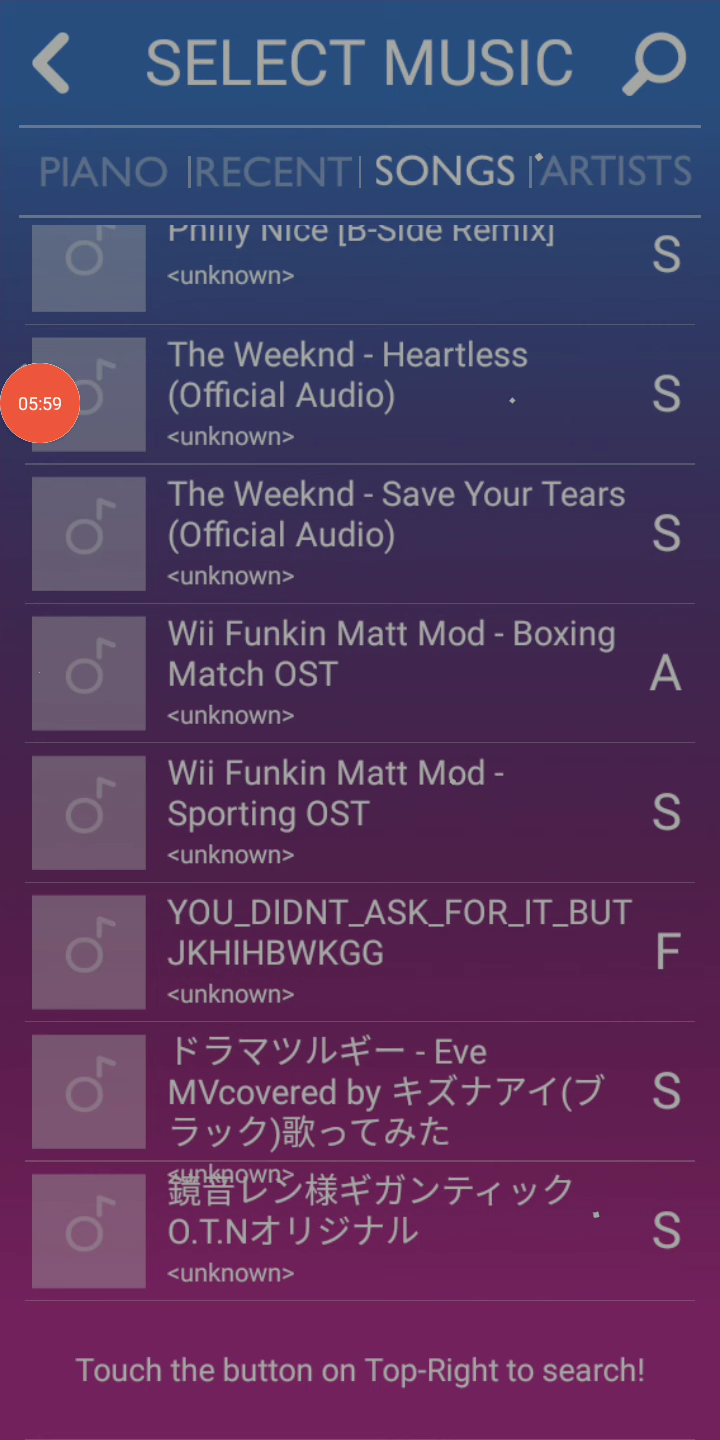 SELECT MUSIC
PIANO | RECENT | SONGS | ARTISTS
Philly Nice [B-Side Remix]
<unknown>
S
The Weeknd - Heartless
(Official Audio)
<unknown>
S
05:59
The Weeknd - Save Your Tears
(Official Audio)
<unknown>
S
Wii Funkin Matt Mod - Boxing
Match OST
<unknown>
A
Wii Funkin Matt Mod -
Sporting OST
<unknown>
S
YOU_DIDNT_ASK_FOR_IT_BUT
JKHIHBWKGG
<unknown>
F
ドラマツルギー - Eve
MVcovered by キズナアイ(ブ
ラック)歌ってみた
<unknown>
S
鏡音レン様ギガンティック
O.T.Nオリジナル
<unknown>
S
Touch the button on Top-Right to search!